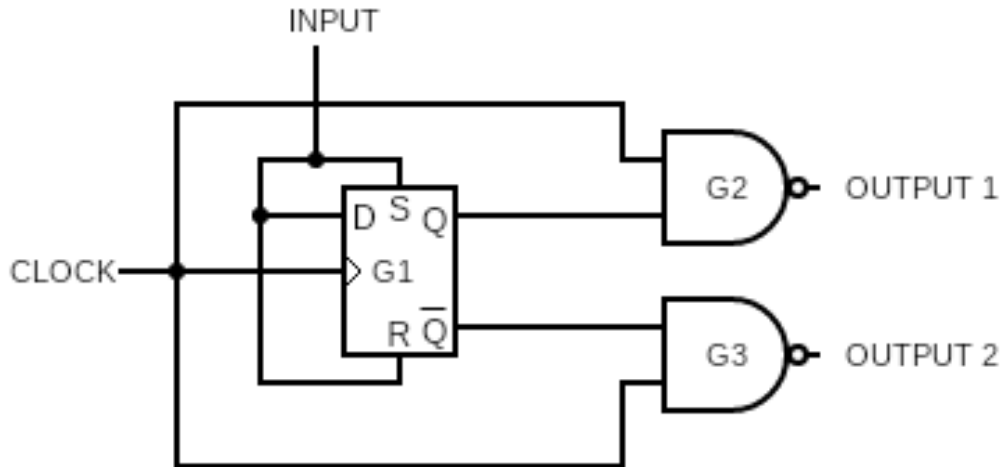 INPUT
G2
OUTPUT 1
D
S
Q
CLOCK
G1
R
Q̅
G3
OUTPUT 2